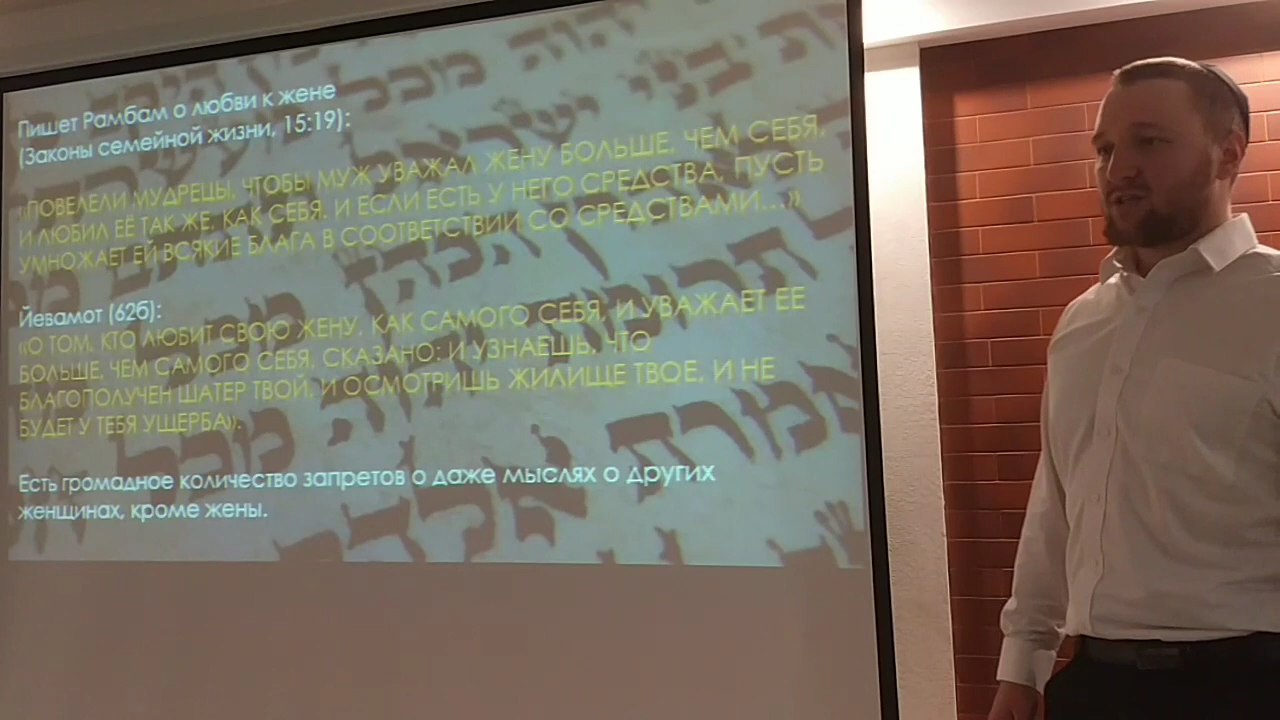 Пишет Рамбам о любви к жене
(Законы семейной жизни, 15:19):
«ПОВЕЛЕЛИ МУДРЕЦЫ, ЧТОБЫ МУЖ УВАЖАЛ ЖЕНУ БОЛЬШЕ, ЧЕМ СЕБЯ,
И ЛЮБИЛ ЕЁ ТАК ЖЕ, КАК СЕБЯ. И ЕСЛИ ЕСТЬ У НЕГО СРЕДСТВА, ПУСТЬ
УМНОЖАЕТ ЕЙ ВСЯКИЕ БЛАГА В СООТВЕТСТВИИ СО СРЕДСТВАМИ…»
Йевамот (62б):
«О ТОМ, КТО ЛЮБИТ СВОЮ ЖЕНУ, КАК САМОГО СЕБЯ, И УВАЖАЕТ ЕЕ
БОЛЬШЕ, ЧЕМ САМОГО СЕБЯ, СКАЗАНО: И УЗНАЕШЬ, ЧТО
БЛАГОПОЛУЧЕН ШАТЕР ТВОЙ, И ОСМОТРИШЬ ЖИЛИЩЕ ТВОЕ, И НЕ
БУДЕТ У ТЕБЯ УЩЕРБА».
Есть громадное количество запретов о даже мыслях о других
женщинах, кроме жены.